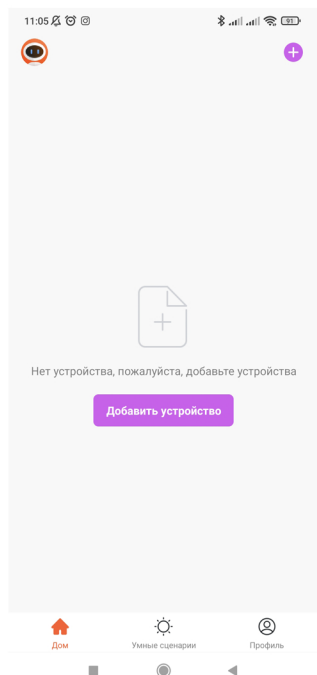 11:05
91
Нет устройства, пожалуйста, добавьте устройства
Добавить устройство
Дом
Умные сценарии
Профиль